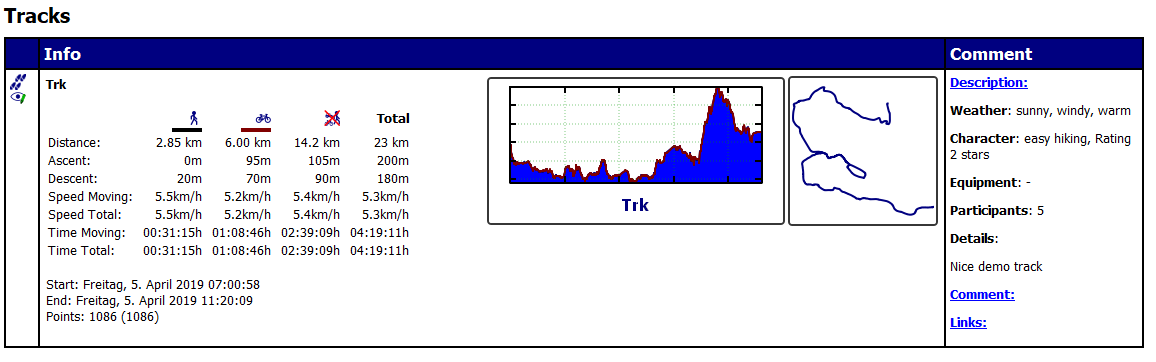 Tracks
Info
Comment
Trk
Total
Distance: 2.85 km 6.00 km 14.2 km 23 km
Ascent: 0m 95m 105m 200m
Descent: 20m 70m 90m 180m
Speed Moving: 5.5km/h 5.2km/h 5.4km/h 5.3km/h
Speed Total: 5.5km/h 5.2km/h 5.4km/h 5.3km/h
Time Moving: 00:31:15h 01:08:46h 02:39:09h 04:19:11h
Time Total: 00:31:15h 01:08:46h 02:39:09h 04:19:11h
Start: Freitag, 5. April 2019 07:00:58
End: Freitag, 5. April 2019 11:20:09
Points: 1086 (1086)
Trk
Description:
Weather: sunny, windy, warm
Character: easy hiking, Rating
2 stars
Equipment: -
Participants: 5
Details:
Nice demo track
Comment:
Links: